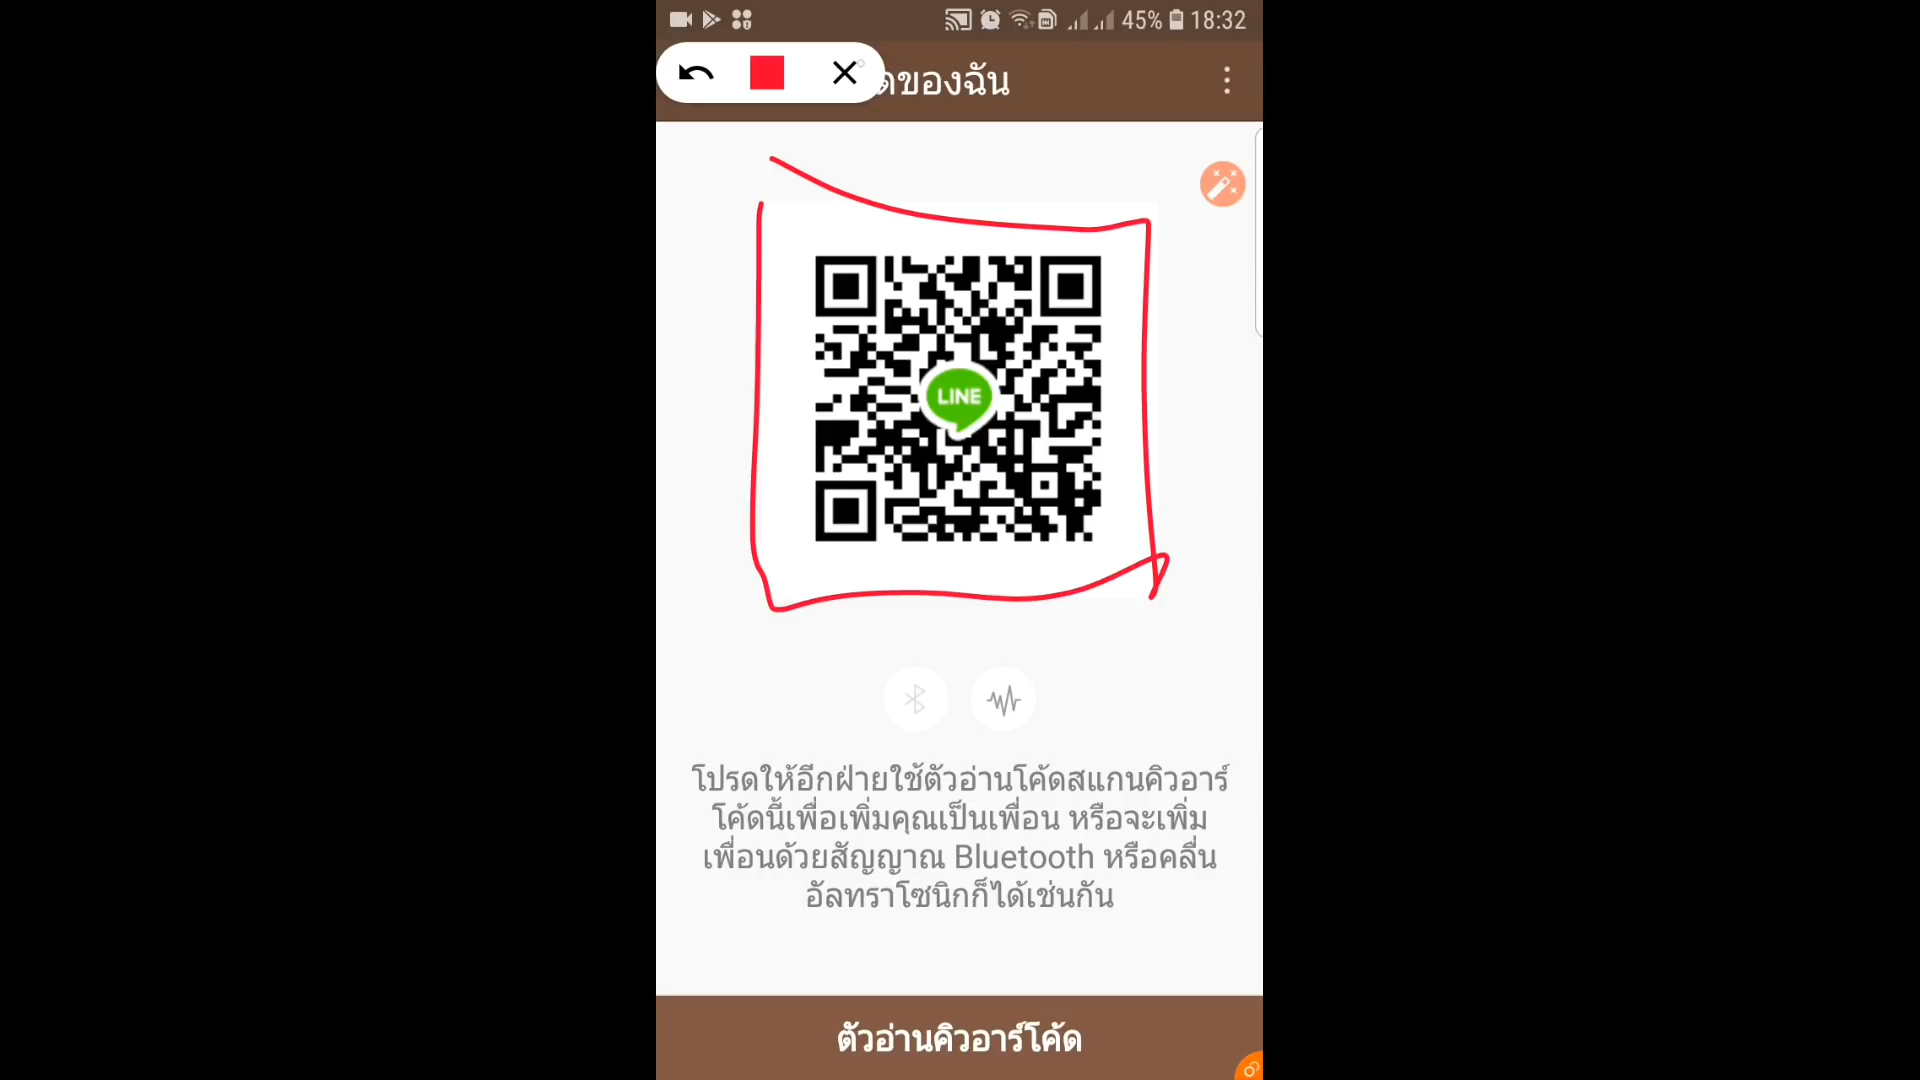 45% 18:32
ของฉัน
LINE
โปรดให้อีกฝ่ายใช้ตัวอ่านโค้ดสแกนคิวอาร์
โค้ดนี้เพื่อเพิ่มคุณเป็นเพื่อน หรือจะเพิ่ม
เพื่อนด้วยสัญญาณ Bluetooth หรือคลื่น
อัลทราโซนิกก็ได้เช่นกัน
ตัวอ่านคิวอาร์โค้ด